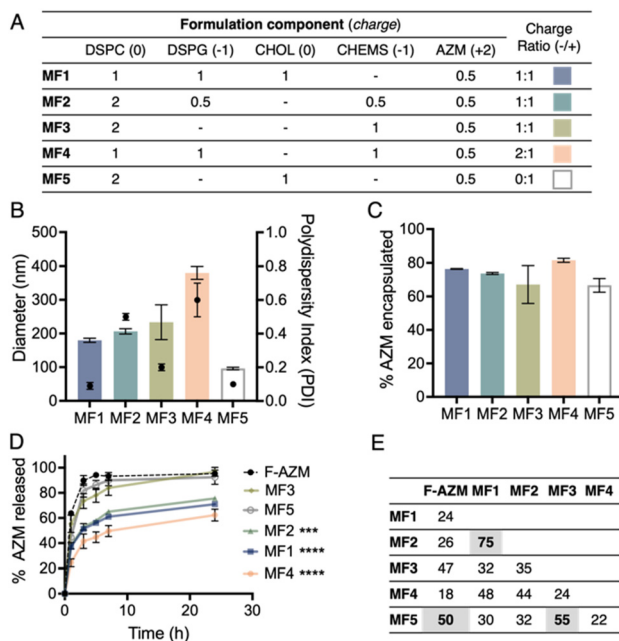 A
Formulation component (charge)
Charge
Ratio (-/+)
DSPC (0) DSPG (-1) CHOL (0) CHEMS (-1) AZM (+2)
MF1 1 1 1 - 0.5 1:1
MF2 2 0.5 - 0.5 0.5 1:1
MF3 2 - - 1 0.5 1:1
MF4 1 1 - 1 0.5 2:1
MF5 2 - 1 0.5 0:1
B
Diameter (nm)
500
400
300
200
100
0
1.0
0.8
0.6
0.4
0.2
0.0
Polydispersity Index (PDI)
MF1 MF2 MF3 MF4 MF5
C
% AZM encapsulated
100
80
60
40
20
0
MF1 MF2 MF3 MF4 MF5
D
% AZM released
100
80
60
40
20
0
0 10 20 30
Time (h)
F-AZM
MF3
MF5
MF2 ***
MF1 ****
MF4 ****
E
F-AZM MF1 MF2 MF3 MF4
MF1 24
MF2 26 75
MF3 47 32 35
MF4 18 48 44 24
MF5 50 30 32 55 22